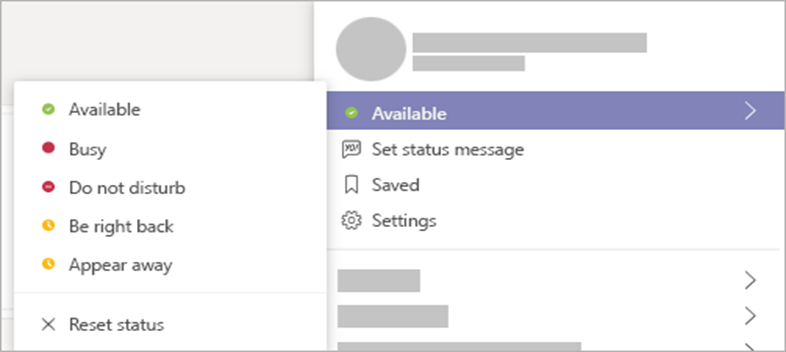 Available
Busy
Do not disturb
Be right back
Appear away
Reset status
Available
Set status message
Saved
Settings